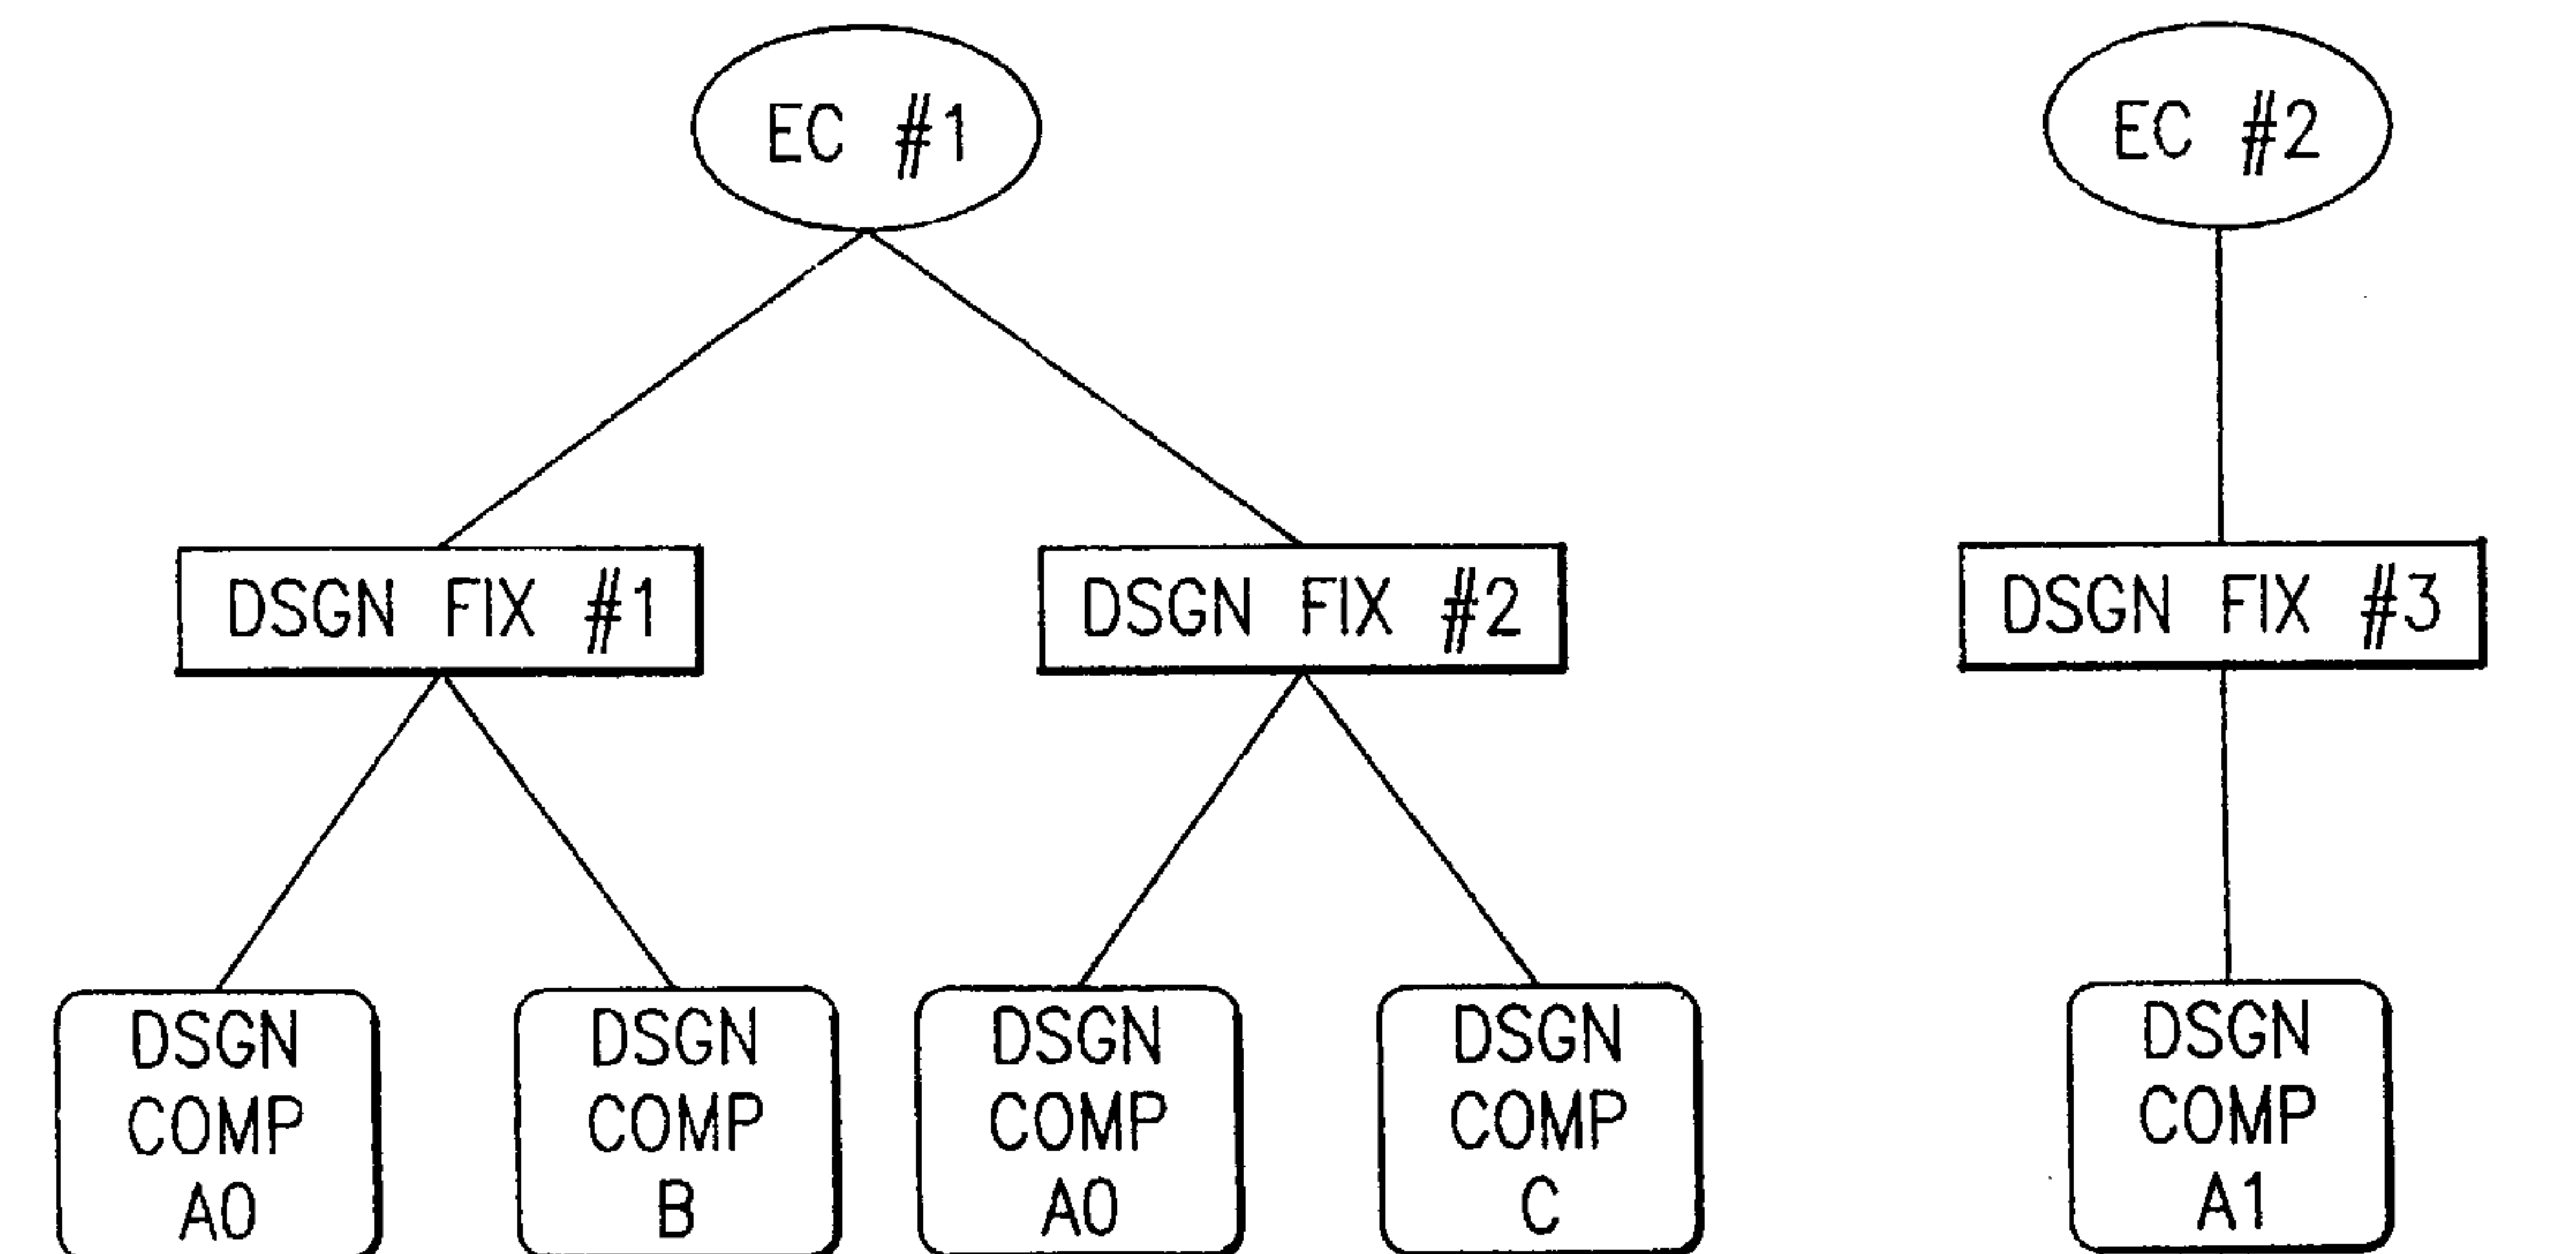 EC #1
EC #2
DSGN FIX #1
DSGN FIX #2
DSGN FIX #3
DSGN
COMP
A0
DSGN
COMP
B
DSGN
COMP
A0
DSGN
COMP
C
DSGN
COMP
A1